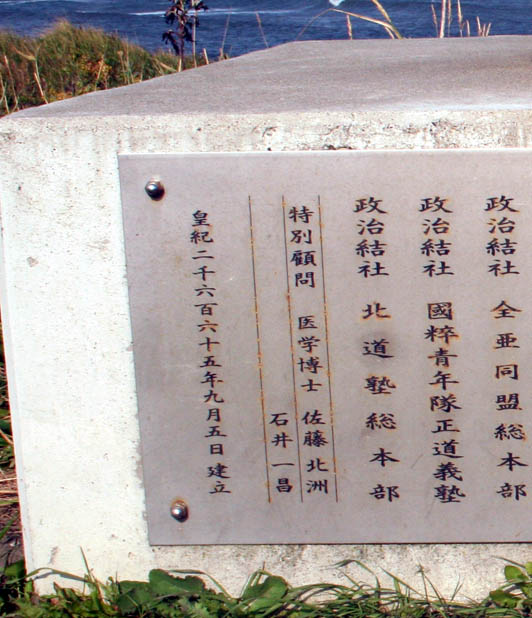 政治結社 全亜同盟総本部
政治結社 國粹青年隊正道義塾
政治結社 北道塾総本部
特別顧問 医学博士 佐藤北洲
石井一昌
皇紀二千六百六十五年九月五日建立